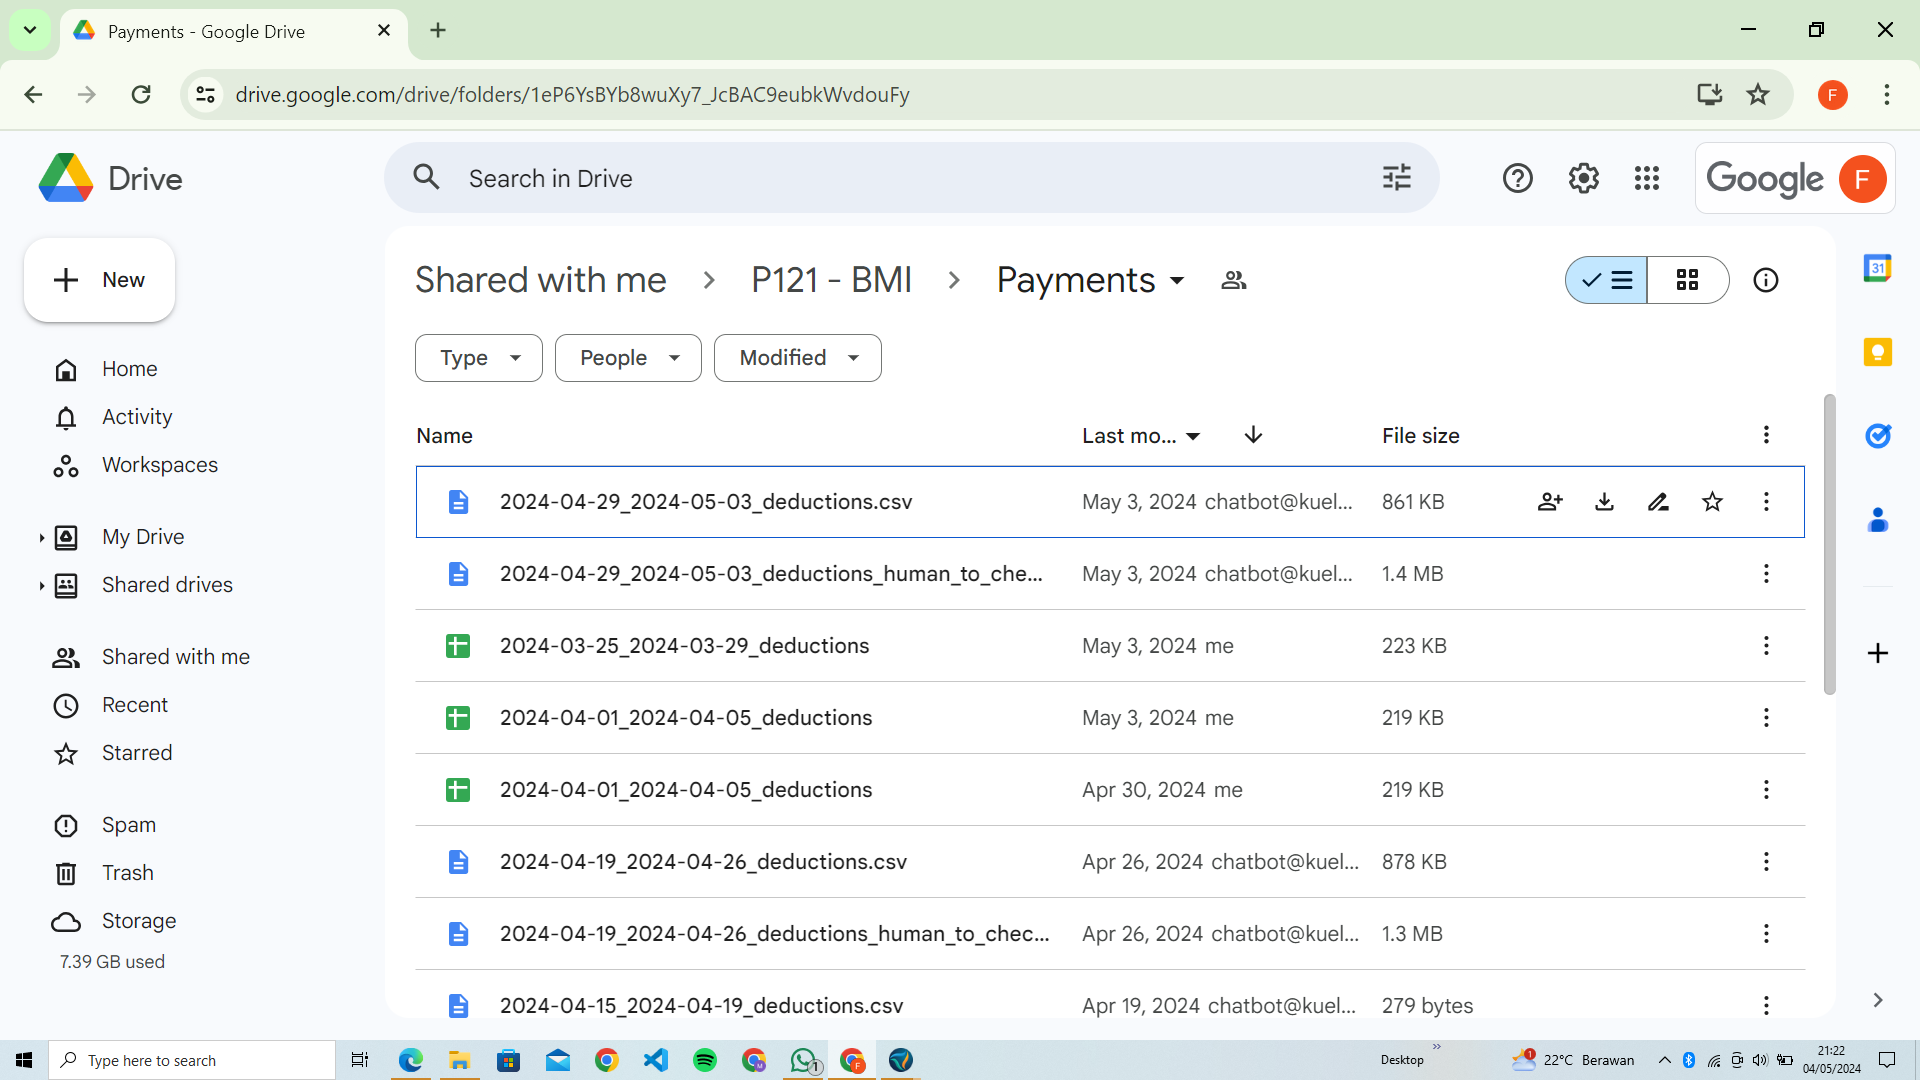 Payments - Google Drive
drive.google.com/drive/folders/1eP6YsBYb8wuXy7_JcBAC9eubkWvdouFy
F
Drive
Search in Drive
Google
F
New
Shared with me
P121 - BMI
Payments
31
Type
People
Modified
Home
Activity
Workspaces
My Drive
Shared drives
Shared with me
Recent
Starred
Spam
Trash
Storage
7.39 GB used
Name Last mo... File size
2024-04-29_2024-05-03_deductions.csv May 3, 2024 chatbot@kuel... 861 KB
2024-04-29_2024-05-03_deductions_human_to_che... May 3, 2024 chatbot@kuel... 1.4 MB
2024-03-25_2024-03-29_deductions May 3, 2024 me 223 KB
2024-04-01_2024-04-05_deductions May 3, 2024 me 219 KB
2024-04-01_2024-04-05_deductions Apr 30, 2024 me 219 KB
2024-04-19_2024-04-26_deductions.csv Apr 26, 2024 chatbot@kuel... 878 KB
2024-04-19_2024-04-26_deductions_human_to_chec... Apr 26, 2024 chatbot@kuel... 1.3 MB
2024-04-15_2024-04-19_deductions.csv Apr 19, 2024 chatbot@kuel... 279 bytes
Type here to search
M
1
F
Desktop
1
22°C Berawan
21:22
04/05/2024